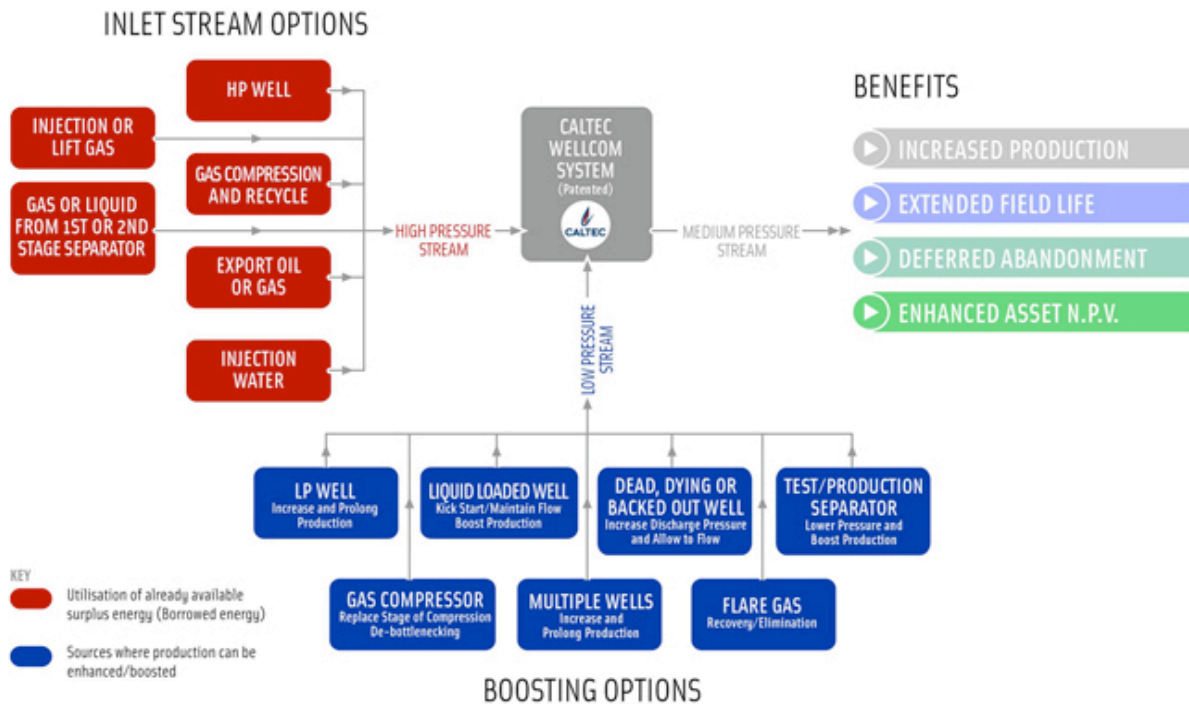 INLET STREAM OPTIONS
HP WELL
INJECTION OR
LIFT GAS
GAS COMPRESSION
AND RECYCLE
GAS OR LIQUID
FROM 1ST OR 2ND
STAGE SEPARATOR
EXPORT OIL
OR GAS
INJECTION
WATER
HIGH PRESSURE
STREAM
CALTEC
WELLCOM
SYSTEM
(Patented)
CALTEC
MEDIUM PRESSURE
STREAM
LOW PRESSURE
STREAM
BENEFITS
INCREASED PRODUCTION
EXTENDED FIELD LIFE
DEFERRED ABANDONMENT
ENHANCED ASSET N.P.V.
LP WELL
Increase and Prolong
Production
LIQUID LOADED WELL
Kick Start/Maintain Flow
Boost Production
DEAD, DYING OR
BACKED OUT WELL
Increase Discharge Pressure
and Allow to Flow
TEST/PRODUCTION
SEPARATOR
Lower Pressure and
Boost Production
GAS COMPRESSOR
Replace Stage of Compression
De-bottlenecking
MULTIPLE WELLS
Increase and
Prolong Production
FLARE GAS
Recovery/Elimination
KEY
Utilisation of already available
surplus energy (Borrowed energy)
Sources where production can be
enhanced/boosted
BOOSTING OPTIONS